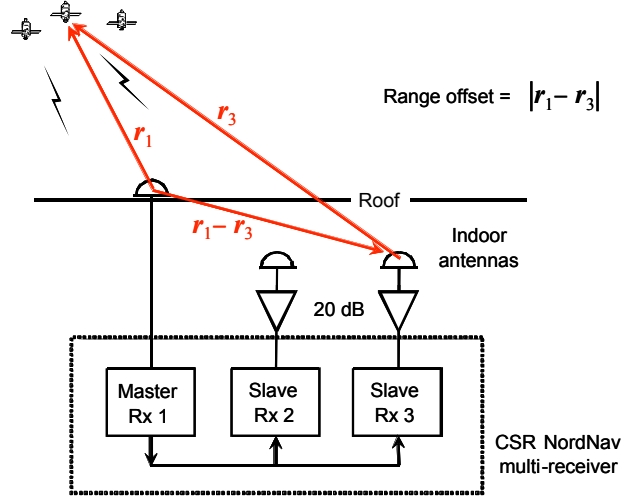 Range offset = |r₁– r₃|
r₃
r₁
Roof
r₁– r₃
Indoor
antennas
20 dB
Master
Rx 1
Slave
Rx 2
Slave
Rx 3
CSR NordNav
multi-receiver